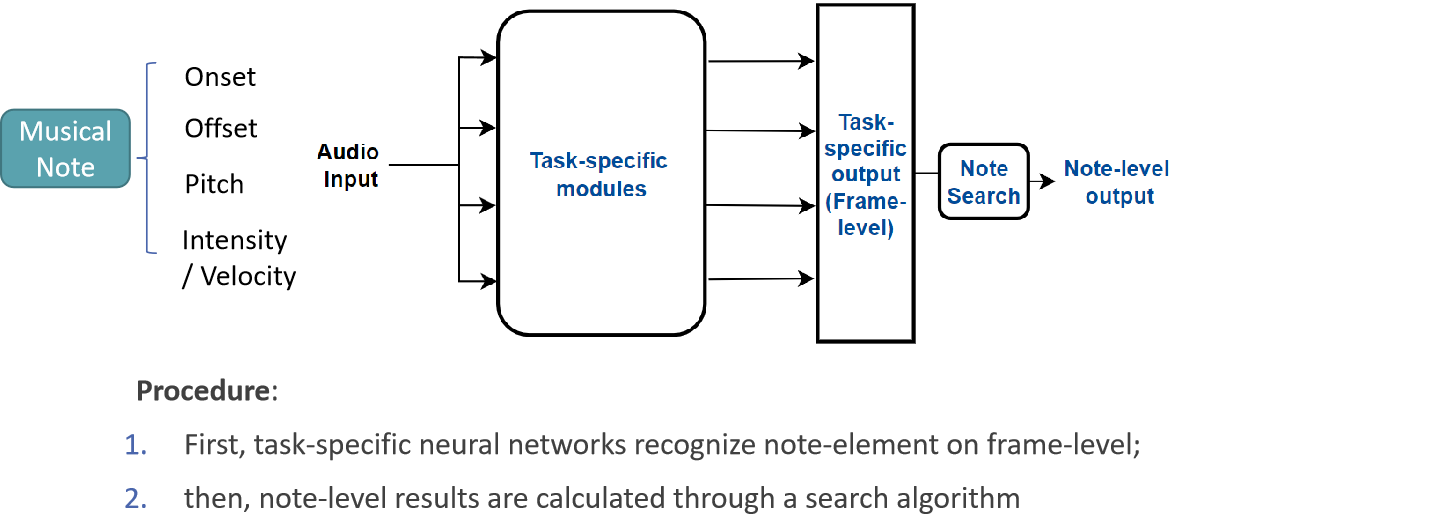 Musical
Note
Onset
Offset
Pitch
Intensity
/ Velocity
Audio
Input
Task-specific
modules
Task-
specific
output
(Frame-
level)
Note
Search
Note-level
output
Procedure:
1. First, task-specific neural networks recognize note-element on frame-level;
2. then, note-level results are calculated through a search algorithm